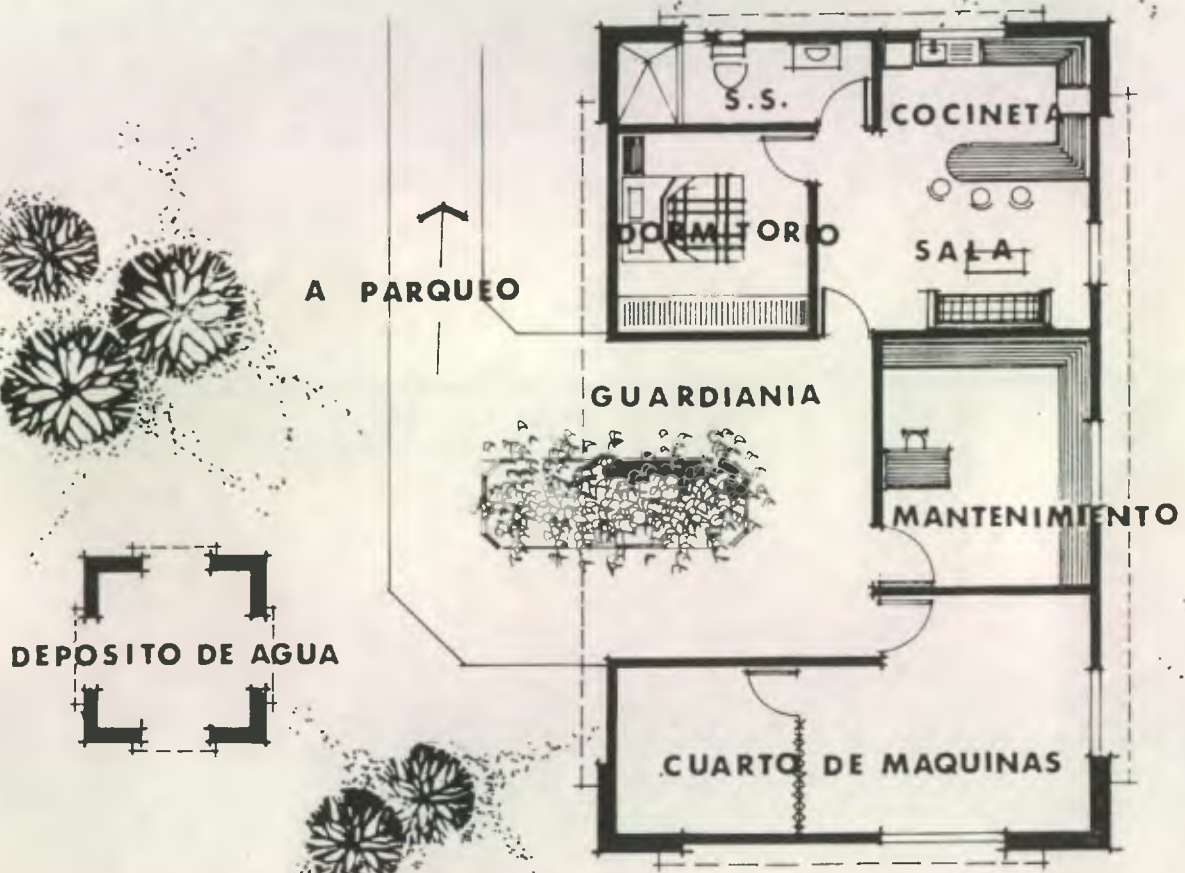 S.S.
COCINETA
DORMITORIO
SALA
A PARQUEO
GUARDIANIA
MANTENIMIENTO
DEPOSITO DE AGUA
CUARTO DE MAQUINAS